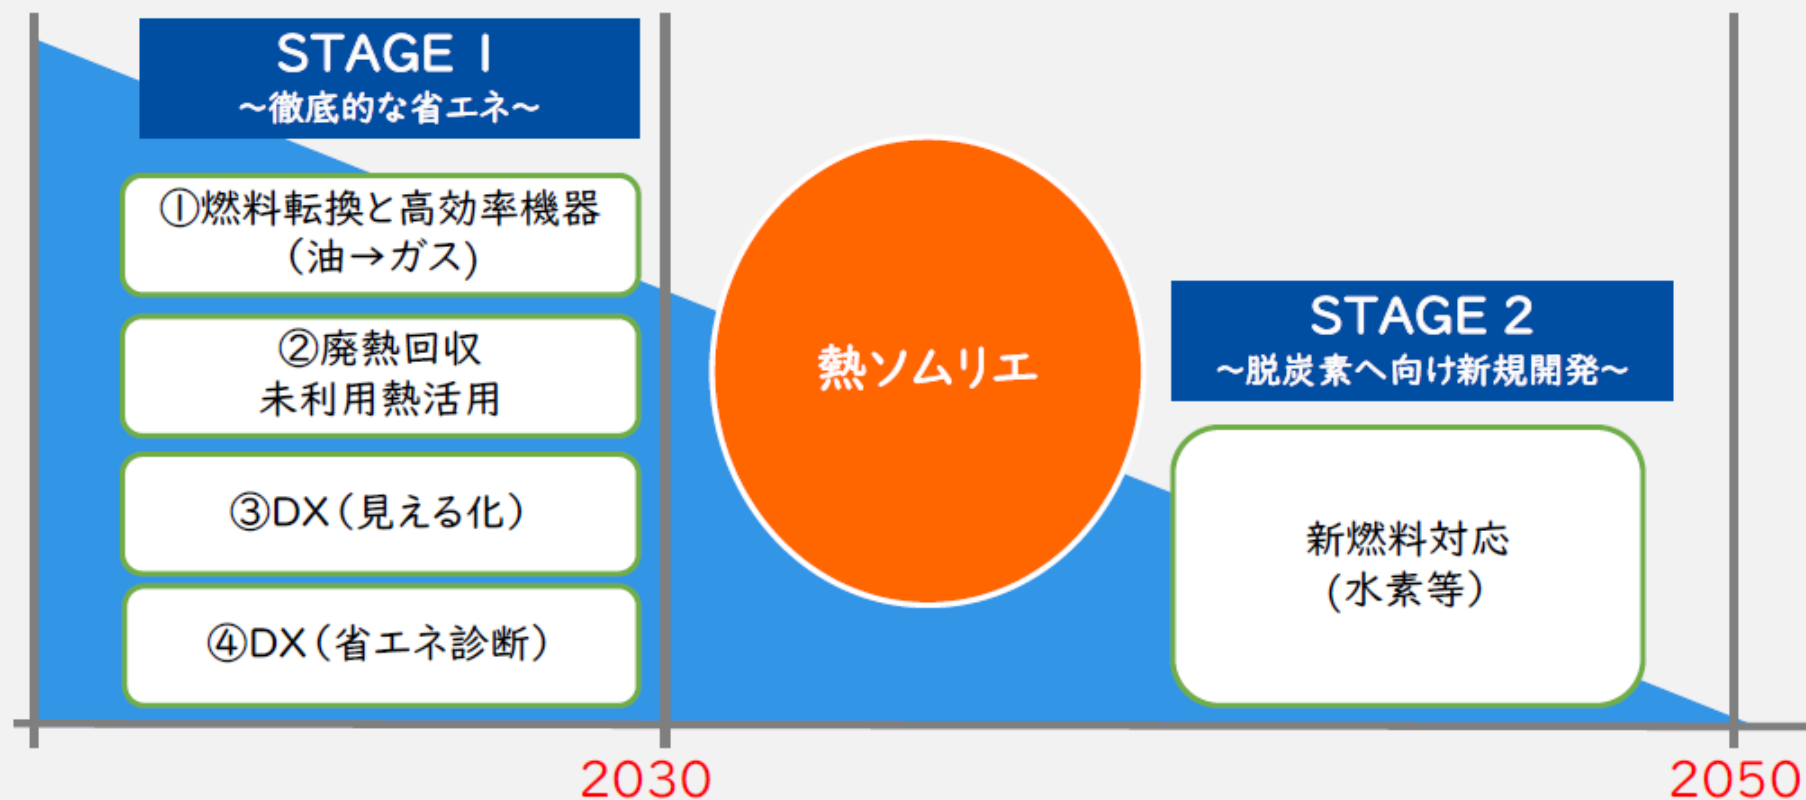 STAGE 1
~徹底的な省エネ~
①燃料転換と高効率機器
(油→ガス)
②廃熱回収
未利用熱活用
③DX(見える化)
④DX(省エネ診断)
熱ソムリエ
STAGE 2
~脱炭素へ向け新規開発~
新燃料対応
(水素等)
2030
2050